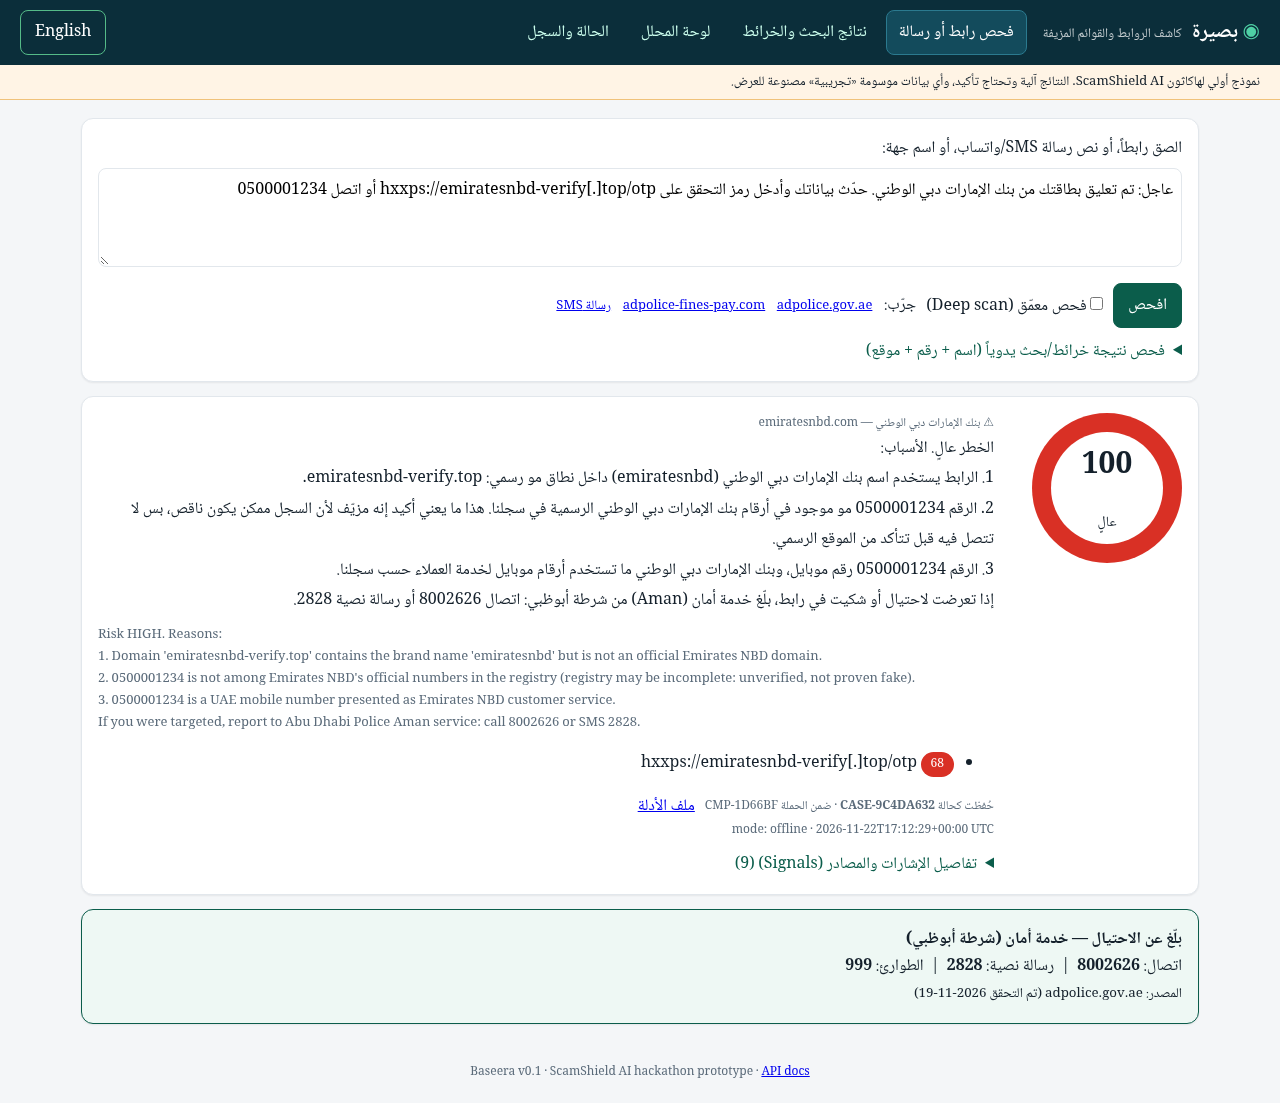 بصيرة كاشف الروابط والقوائم المزيفة
فحص رابط أو رسالة
نتائج البحث والخرائط
لوحة المحلل
الحالة والسجل
English
نموذج أولي لهاكاثون ScamShield AI. النتائج آلية وتحتاج تأكيد، وأي بيانات موسومة «تجريبية» مصنوعة للعرض.
الصق رابطاً، أو نص رسالة SMS/واتساب، أو اسم جهة:
عاجل: تم تعليق بطاقتك من بنك الإمارات دبي الوطني. حدّث بياناتك وأدخل رمز التحقق على hxxps://emiratesnbd-verify[.]top/otp أو اتصل 0500001234
افحص
فحص معمّق (Deep scan) جرّب: adpolice.gov.ae adpolice-fines-pay.com رسالة SMS
فحص نتيجة خرائط/بحث يدوياً (اسم + رقم + موقع)
100
عالٍ
⚠ بنك الإمارات دبي الوطني — emiratesnbd.com
الخطر عالٍ. الأسباب:
1. الرابط يستخدم اسم بنك الإمارات دبي الوطني (emiratesnbd) داخل نطاق مو رسمي: emiratesnbd-verify.top.
2. الرقم 0500001234 مو موجود في أرقام بنك الإمارات دبي الوطني الرسمية في سجلنا. هذا ما يعني أكيد إنه مزيّف لأن السجل ممكن يكون ناقص، بس لا
تتصل فيه قبل تتأكد من الموقع الرسمي.
3. الرقم 0500001234 رقم موبايل، وبنك الإمارات دبي الوطني ما تستخدم أرقام موبايل لخدمة العملاء حسب سجلنا.
إذا تعرضت لاحتيال أو شكيت في رابط، بلّغ خدمة أمان (Aman) من شرطة أبوظبي: اتصال 8002626 أو رسالة نصية 2828.
Risk HIGH. Reasons:
1. Domain 'emiratesnbd-verify.top' contains the brand name 'emiratesnbd' but is not an official Emirates NBD domain.
2. 0500001234 is not among Emirates NBD's official numbers in the registry (registry may be incomplete: unverified, not proven fake).
3. 0500001234 is a UAE mobile number presented as Emirates NBD customer service.
If you were targeted, report to Abu Dhabi Police Aman service: call 8002626 or SMS 2828.
68 hxxps://emiratesnbd-verify[.]top/otp
حُفظت كحالة CASE-9C4DA632 · ضمن الحملة CMP-1D66BF ملف الأدلة
mode: offline · 2026-11-22T17:12:29+00:00 UTC
تفاصيل الإشارات والمصادر (Signals) (9)
بلّغ عن الاحتيال — خدمة أمان (شرطة أبوظبي)
اتصال: 8002626 | رسالة نصية: 2828 | الطوارئ: 999
المصدر: adpolice.gov.ae (تم التحقق 2026-11-19)
Baseera v0.1 · ScamShield AI hackathon prototype · API docs